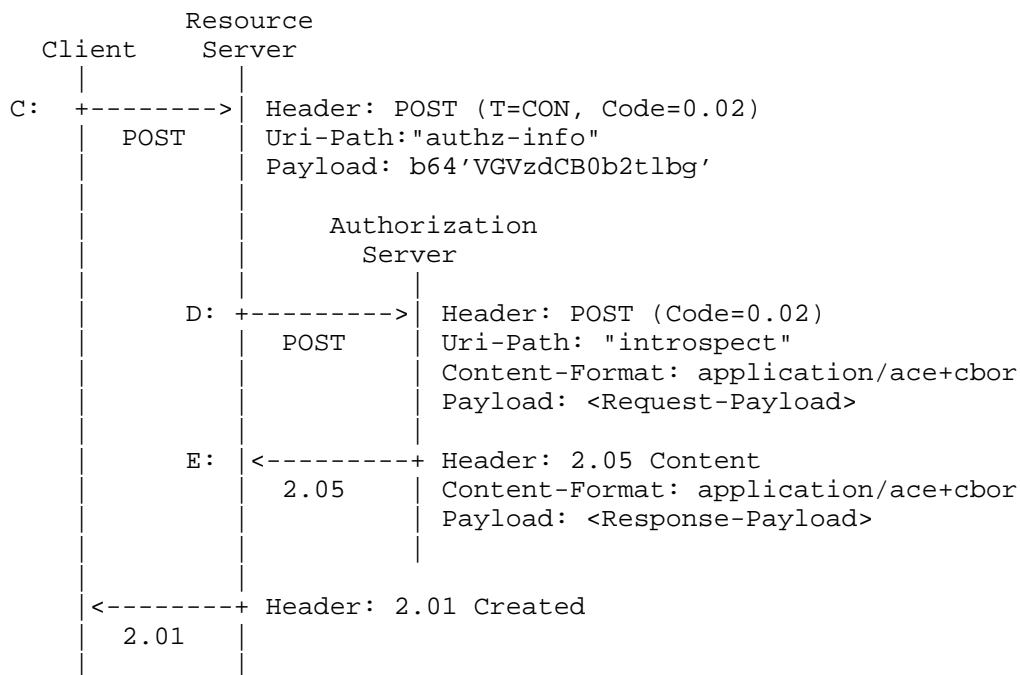 Resource
Client Server
C: +-------->| Header: POST (T=CON, Code=0.02)
POST | Uri-Path:"authz-info"
Payload: b64’VGVzdCB0b2tlbg’
Authorization
Server
D: +--------->| Header: POST (Code=0.02)
POST | Uri-Path: "introspect"
Content-Format: application/ace+cbor
Payload: <Request-Payload>
E: |<---------+ Header: 2.05 Content
2.05 | Content-Format: application/ace+cbor
Payload: <Response-Payload>
|<--------+ Header: 2.01 Created
2.01